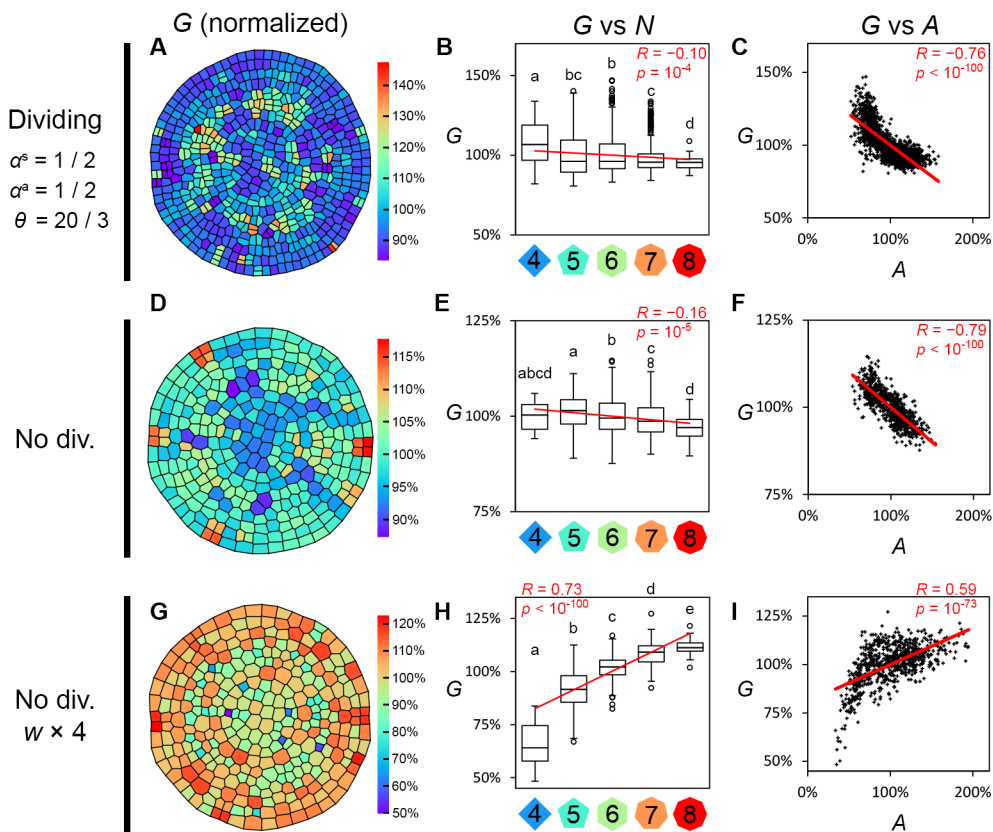 G (normalized)
G vs N
G vs A
Dividing
αˢ = 1 / 2
αᵃ = 1 / 2
θ = 20 / 3
A
140%
130%
120%
110%
100%
90%
B
R = −0.10
p = 10⁻⁴
150%
G
100%
50%
a
bc
b
c
d
4
5
6
7
8
C
R = −0.76
p < 10⁻¹⁰⁰
150%
G
100%
50%
0%
100%
200%
A
No div.
D
115%
110%
105%
100%
95%
90%
E
R = −0.16
p = 10⁻⁵
125%
G
100%
75%
abcd
a
b
c
d
4
5
6
7
8
F
R = −0.79
p < 10⁻¹⁰⁰
125%
G
100%
75%
0%
100%
200%
A
No div.
w × 4
G
120%
110%
100%
90%
80%
70%
60%
50%
H
R = 0.73
p < 10⁻¹⁰⁰
125%
100%
G
75%
50%
a
b
c
d
e
4
5
6
7
8
I
R = 0.59
p = 10⁻⁷³
125%
100%
G
75%
50%
0%
100%
200%
A